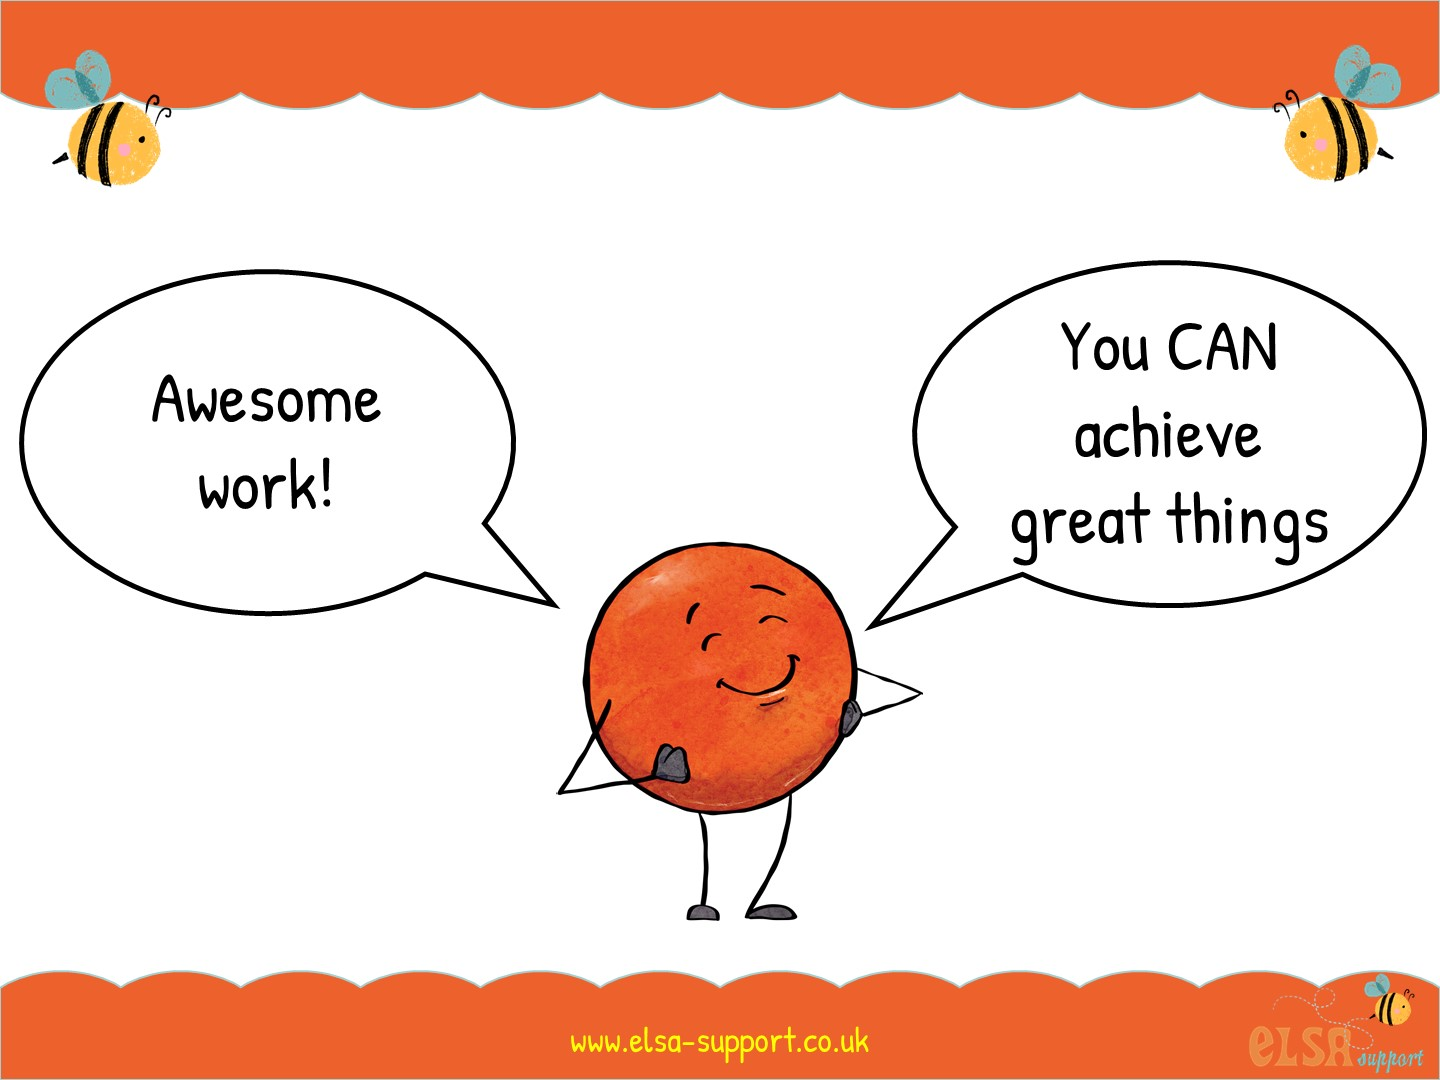 Awesome
work!
You CAN
achieve
great things
www.elsa-support.co.uk
ELSA
support